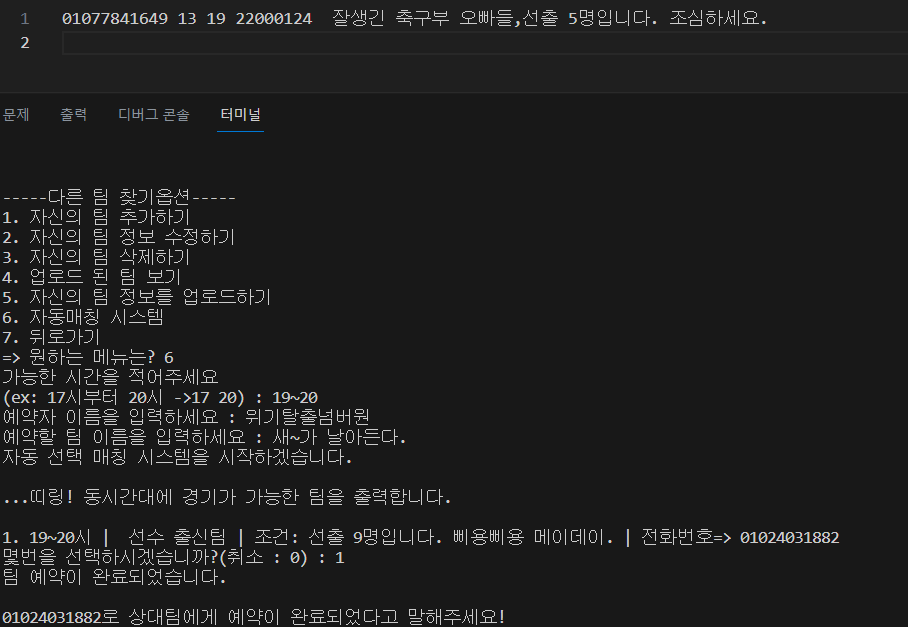 1 01077841649 13 19 22000124 잘생긴 축구부 오빠들,선출 5명입니다. 조심하세요.
2
문제 출력 디버그 콘솔 터미널
-----다른 팀 찾기옵션-----
1. 자신의 팀 추가하기
2. 자신의 팀 정보 수정하기
3. 자신의 팀 삭제하기
4. 업로드 된 팀 보기
5. 자신의 팀 정보를 업로드하기
6. 자동매칭 시스템
7. 뒤로가기
=> 원하는 메뉴는? 6
가능한 시간을 적어주세요
(ex: 17시부터 20시 ->17 20) : 19~20
예약자 이름을 입력하세요 : 위기탈출넘버원
예약할 팀 이름을 입력하세요 : 새~가 날아든다.
자동 선택 매칭 시스템을 시작하겠습니다.
...띠링! 동시간대에 경기가 가능한 팀을 출력합니다.
1. 19~20시 | 선수 출신팀 | 조건: 선출 9명입니다. 삐용삐용 메이데이. | 전화번호=> 01024031882
몇번을 선택하시겠습니까?(취소 : 0) : 1
팀 예약이 완료되었습니다.
01024031882로 상대팀에게 예약이 완료되었다고 말해주세요!